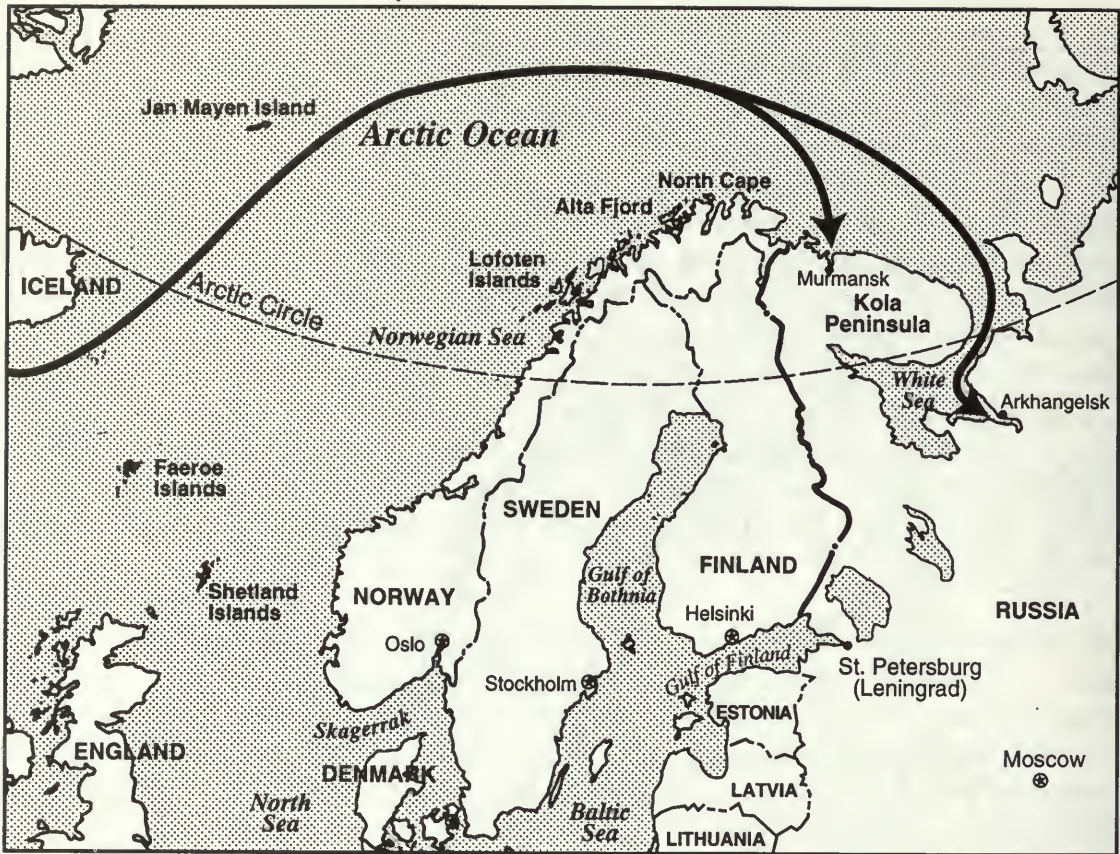 Jan Mayen Island
Arctic Ocean
North Cape
Alta Fjord
Lofoten
Islands
ICELAND
Arctic Circle
Murmansk
Kola
Peninsula
Norwegian Sea
White
Sea
Arkhangelsk
Faeroe
Islands
SWEDEN
Shetland
Islands
NORWAY
Gulf of
Bothnia
FINLAND
Helsinki
RUSSIA
Oslo
Gulf of Finland
St. Petersburg
(Leningrad)
Stockholm
Skagerrak
ESTONIA
ENGLAND
DENMARK
Moscow
LATVIA
North
Sea
Baltic
Sea
LITHUANIA